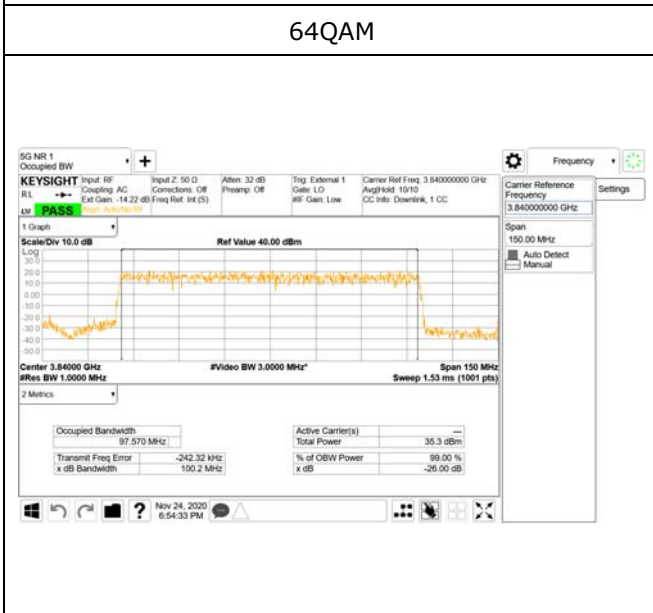 64QAM
5G NR 1
Occupied BW
Frequency
KEYSIGHT
RL
PASS
Input: RF
Coupling: AC
Ext Gain: -14.22 dB
Align: Auto/No RF
Input Z: 50 Ω
Corrections: Off
Freq Ref: Int (S)
Atten: 32 dB
Preamp: Off
Trig: External 1
Gate: LO
#IF Gain: Low
Carrier Ref Freq: 3.840000000 GHz
Avg|Hold: 10/10
CC Info: Downlink, 1 CC
Carrier Reference
Frequency
3.840000000 GHz
Settings
Span
150.00 MHz
Auto Detect
Manual
1 Graph
Scale/Div 10.0 dB
Ref Value 40.00 dBm
Log
30.0
20.0
10.0
0.00
-10.0
-20.0
-30.0
-40.0
-50.0
Center 3.84000 GHz
#Video BW 3.0000 MHz*
Span 150 MHz
#Res BW 1.0000 MHz
Sweep 1.53 ms (1001 pts)
2 Metrics
Occupied Bandwidth
97.570 MHz
Transmit Freq Error -242.32 kHz
x dB Bandwidth 100.2 MHz
Active Carrier(s) ---
Total Power 35.3 dBm
% of OBW Power 99.00 %
x dB -26.00 dB
Nov 24, 2020
6:54:33 PM